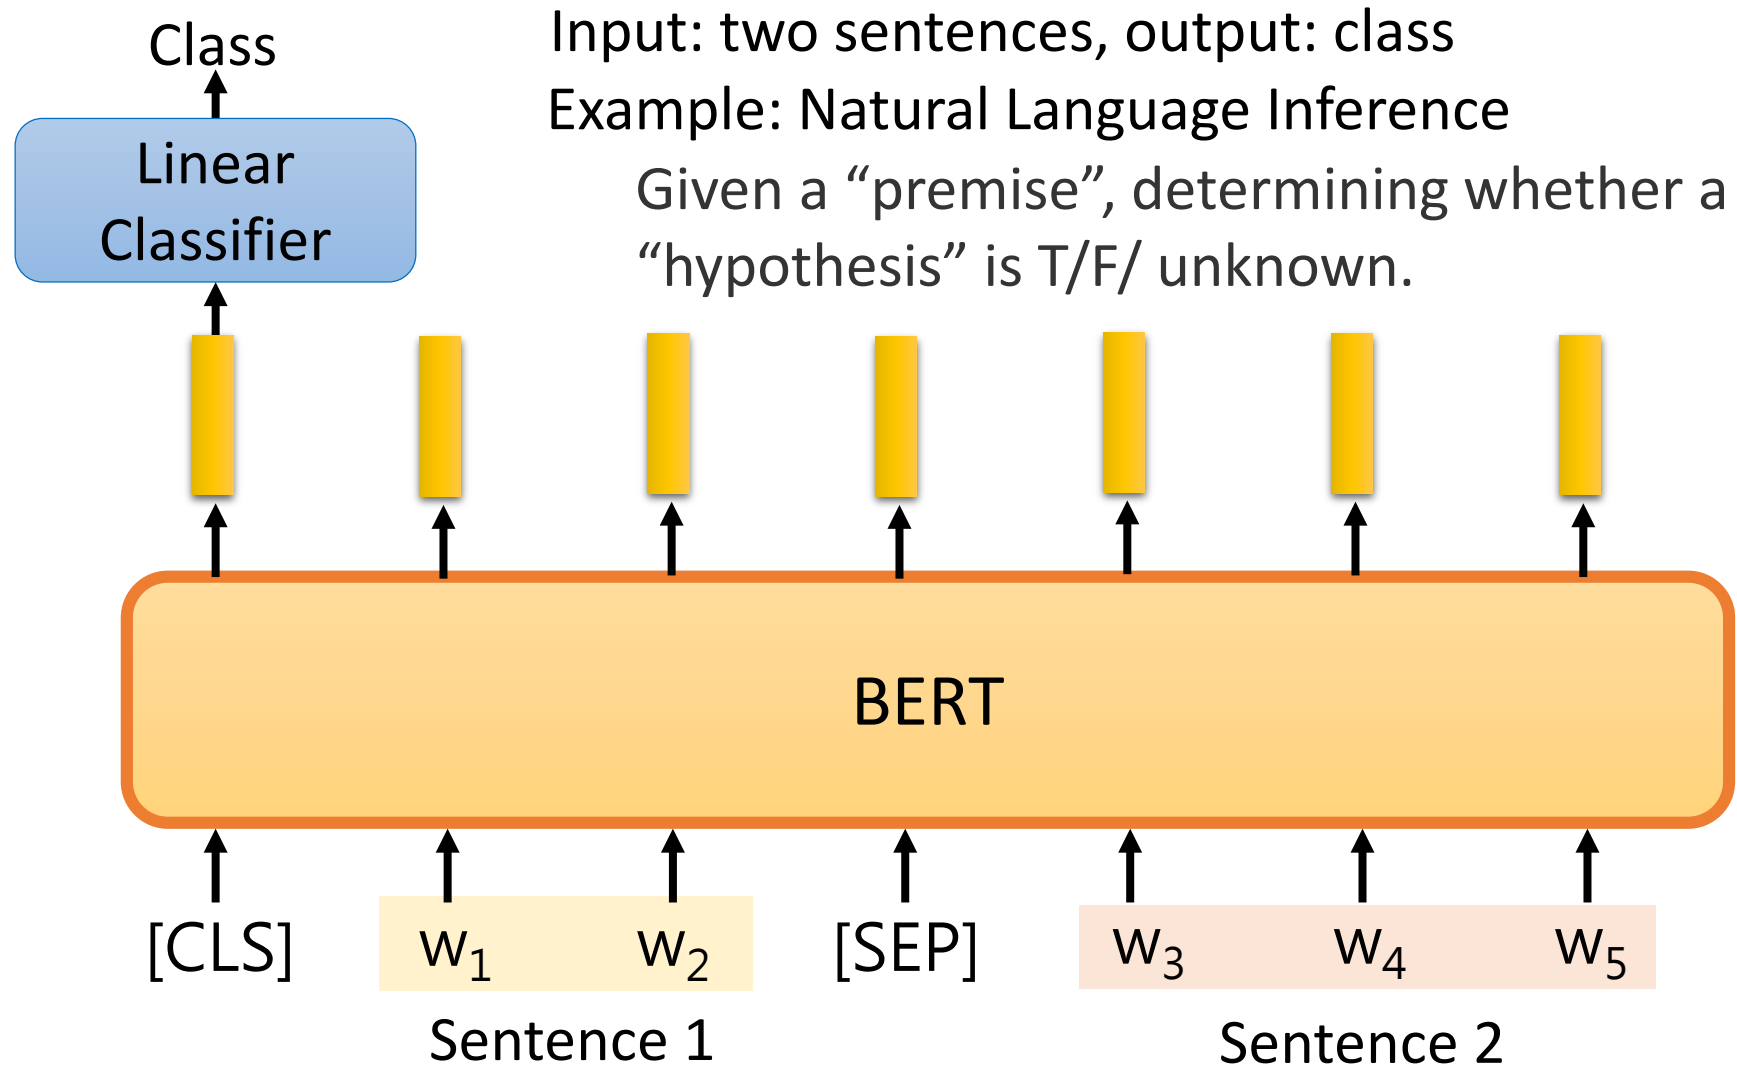 Class
Input: two sentences, output: class
Example: Natural Language Inference
Given a “premise”, determining whether a
“hypothesis” is T/F/ unknown.
Linear
Classifier
BERT
[CLS] w1 w2 [SEP] w3 w4 w5
Sentence 1 Sentence 2